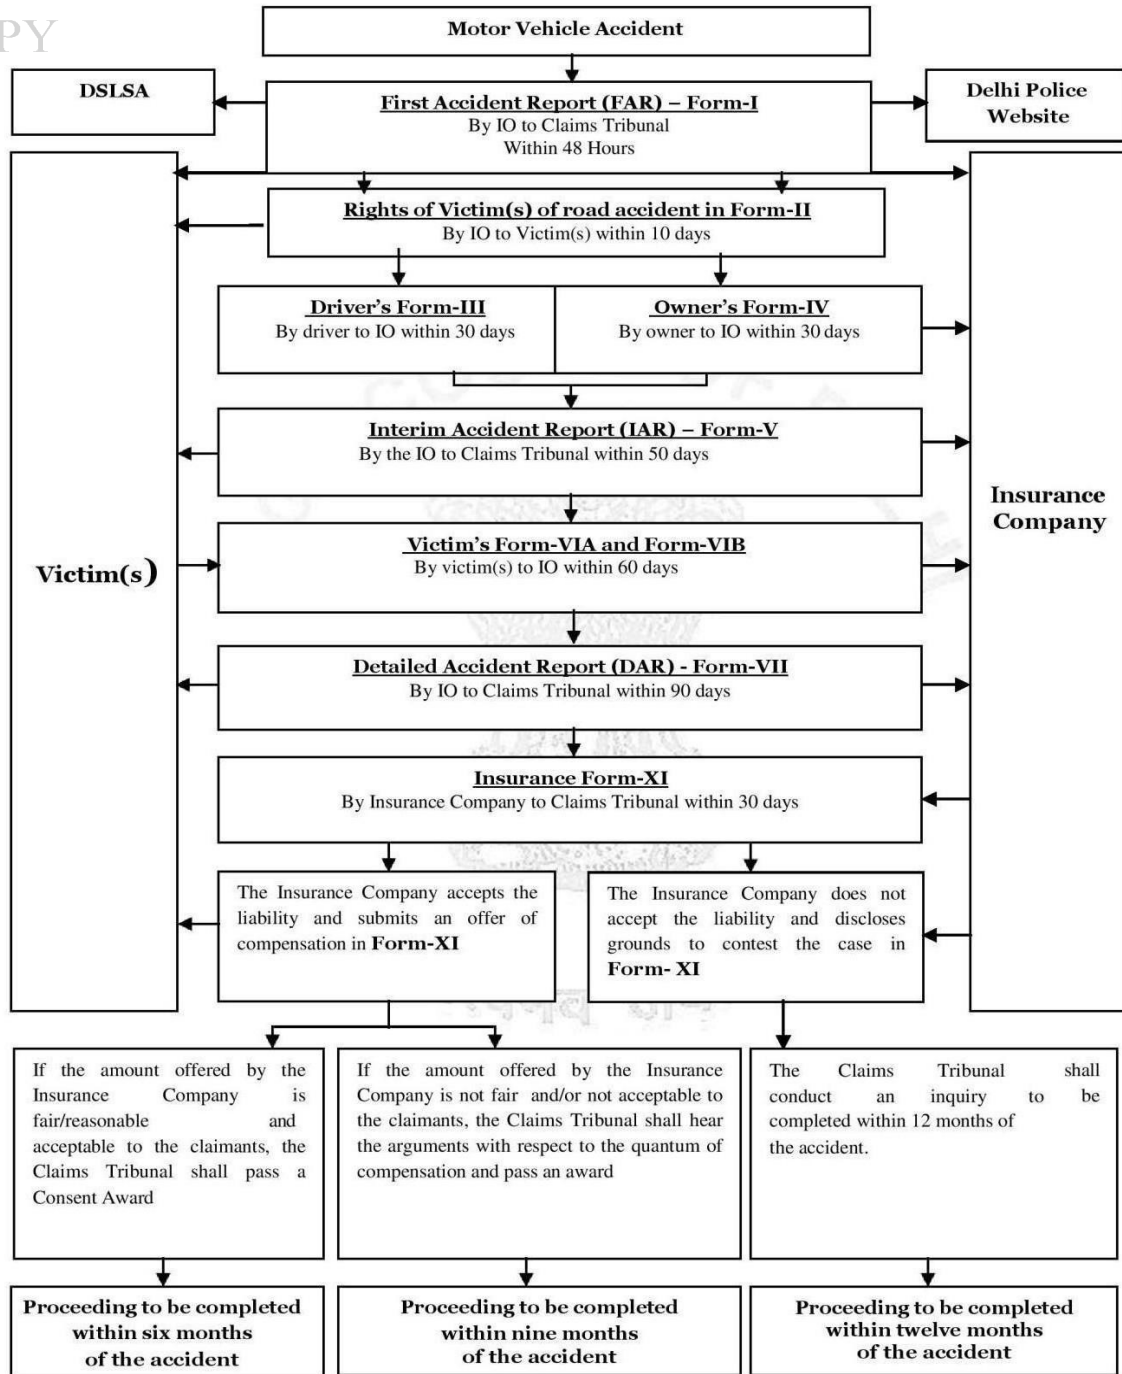 PY
Motor Vehicle Accident
DSLSA
First Accident Report (FAR) – Form-I
By IO to Claims Tribunal
Within 48 Hours
Delhi Police
Website
Rights of Victim(s) of road accident in Form-II
By IO to Victim(s) within 10 days
Driver's Form-III
By driver to IO within 30 days
Owner's Form-IV
By owner to IO within 30 days
Interim Accident Report (IAR) – Form-V
By the IO to Claims Tribunal within 50 days
Insurance
Company
Victim's Form-VIA and Form-VIB
By victim(s) to IO within 60 days
Victim(s)
Detailed Accident Report (DAR) - Form-VII
By IO to Claims Tribunal within 90 days
Insurance Form-XI
By Insurance Company to Claims Tribunal within 30 days
The Insurance Company accepts the
liability and submits an offer of
compensation in Form-XI
The Insurance Company does not
accept the liability and discloses
grounds to contest the case in
Form- XI
If the amount offered by the
Insurance Company is
fair/reasonable and
acceptable to the claimants, the
Claims Tribunal shall pass a
Consent Award
If the amount offered by the Insurance
Company is not fair and/or not acceptable to
the claimants, the Claims Tribunal shall hear
the arguments with respect to the quantum of
compensation and pass an award
The Claims Tribunal shall
conduct an inquiry to be
completed within 12 months of
the accident.
Proceeding to be completed
within six months
of the accident
Proceeding to be completed
within nine months
of the accident
Proceeding to be completed
within twelve months
of the accident